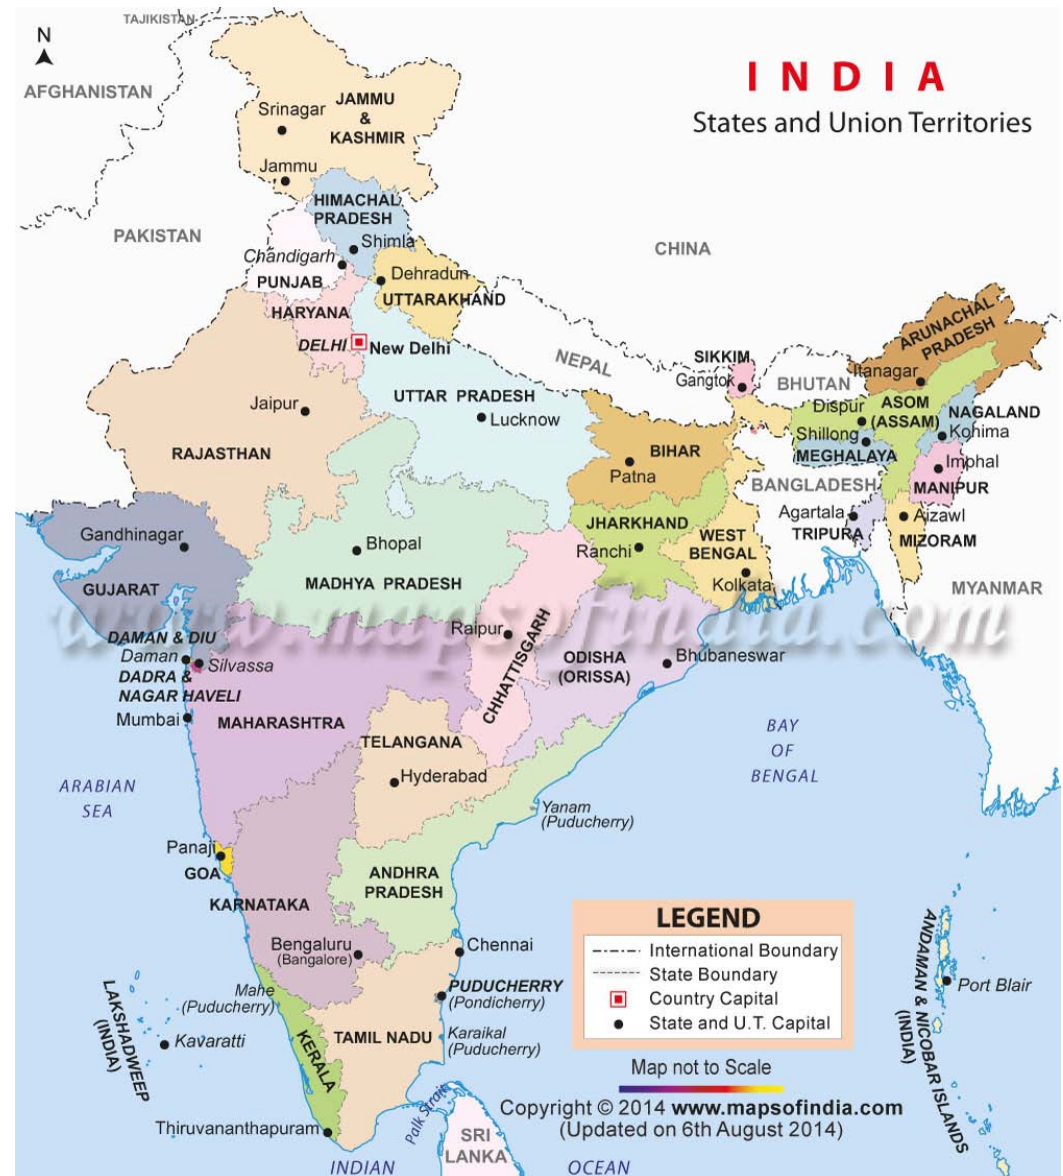 TAJIKISTAN
N
AFGHANISTAN
INDIA
States and Union Territories
JAMMU
&
KASHMIR
Srinagar
Jammu
HIMACHAL
PRADESH
PAKISTAN
Shimla
CHINA
Chandigarh
PUNJAB
Dehradun
UTTARAKHAND
HARYANA
DELHI
New Delhi
NEPAL
SIKKIM
Gangtok
BHUTAN
ARUNACHAL
PRADESH
Itanagar
UTTAR PRADESH
Lucknow
Jaipur
RAJASTHAN
Dispur
ASOM
(ASSAM)
NAGALAND
Kohima
Shillong
MEGHALAYA
BIHAR
Patna
Imphal
MANIPUR
BANGLADESH
Agartala
TRIPURA
Aizawl
MIZORAM
JHARKHAND
Ranchi
WEST
BENGAL
Kolkata
Gandhinagar
GUJARAT
Bhopal
MADHYA PRADESH
MYANMAR
www.mapsofindia.com
DAMAN & DIU
Daman
Silvassa
DADRA &
NAGAR HAVELI
Mumbai
MAHARASHTRA
Raipur
CHHATTISGARH
ODISHA
(ORISSA)
Bhubaneswar
TELANGANA
Hyderabad
BAY
OF
BENGAL
ARABIAN
SEA
Yanam
(Puducherry)
Panaji
GOA
KARNATAKA
ANDHRA
PRADESH
Bengaluru
(Bangalore)
Chennai
Mahe
(Puducherry)
PUDUCHERRY
(Pondicherry)
LAKSHADWEEP
(INDIA)
Kavaratti
KERALA
TAMIL NADU
Karaikal
(Puducherry)
Thiruvananthapuram
Palk Strait
SRI
LANKA
INDIAN OCEAN
LEGEND
International Boundary
State Boundary
Country Capital
State and U.T. Capital
Map not to Scale
Copyright © 2014 www.mapsofindia.com
(Updated on 6th August 2014)
ANDAMAN & NICOBAR ISLANDS
(INDIA)
Port Blair